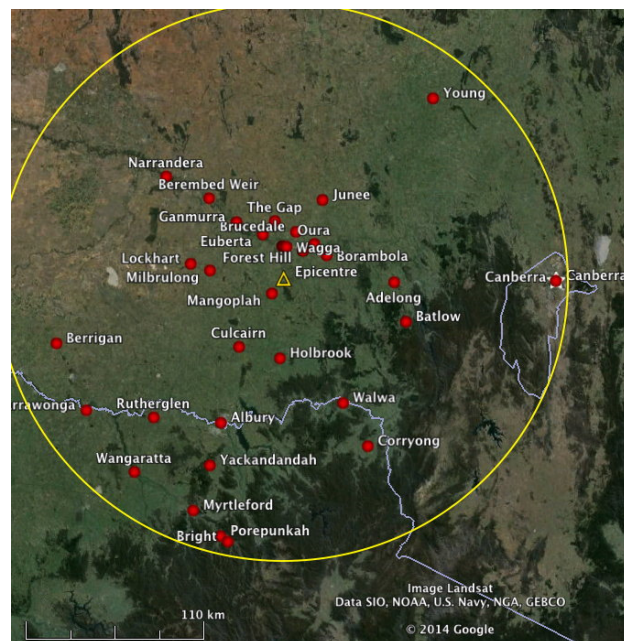 Young
Narrandera
Berembed Weir
Junee
Ganmurra
The Gap
Brucedale
Oura
Euberta
Wagga
Forest Hill
Borambola
Lockhart
Milbrulong
Epicentre
Canberra
Canberra
Mangoplah
Adelong
Batlow
Berrigan
Culcairn
Holbrook
Walwa
rrawonga
Rutherglen
Albury
Corryong
Wangaratta
Yackandandah
Myrtleford
Bright
Porepunkah
Image Landsat
Data SIO, NOAA, U.S. Navy, NGA, GEBCO
110 km
© 2014 Google